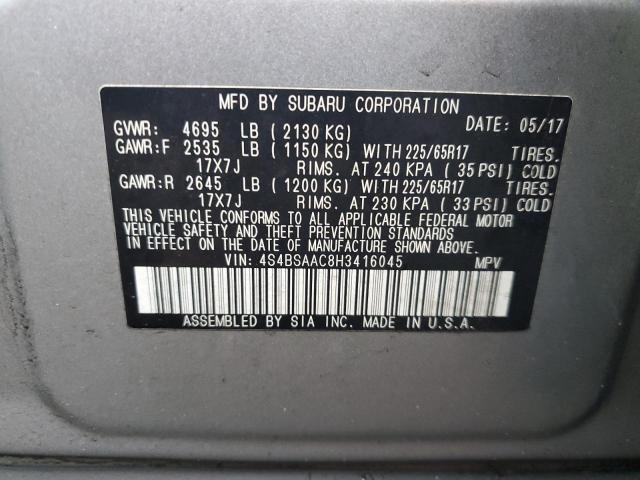 MFD BY SUBARU CORPORATION
GVWR: 4695 LB ( 2130 KG) DATE: 05/17
GAWR:F 2535 LB ( 1150 KG) WITH 225/65R17 TIRES.
17X7J RIMS. AT 240 KPA ( 35 PSI) COLD
GAWR:R 2645 LB ( 1200 KG) WITH 225/65R17 TIRES.
17X7J RIMS. AT 230 KPA ( 33 PSI) COLD
THIS VEHICLE CONFORMS TO ALL APPLICABLE FEDERAL MOTOR
VEHICLE SAFETY AND THEFT PREVENTION STANDARDS
IN EFFECT ON THE DATE OF MANUFACTURE SHOWN ABOVE.
VIN: 4S4BSAAC8H3416045 MPV
ASSEMBLED BY SIA INC. MADE IN U.S.A.